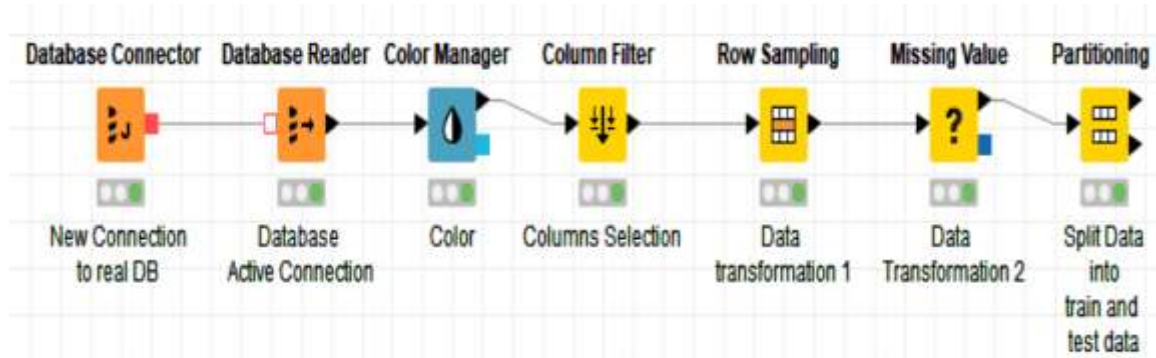 Database Connector
Database Reader
Color Manager
Column Filter
Row Sampling
Missing Value
Partitioning
J
?
New Connection
to real DB
Database
Active Connection
Color
Columns Selection
Data
transformation 1
Data
Transformation 2
Split Data
into
train and
test data